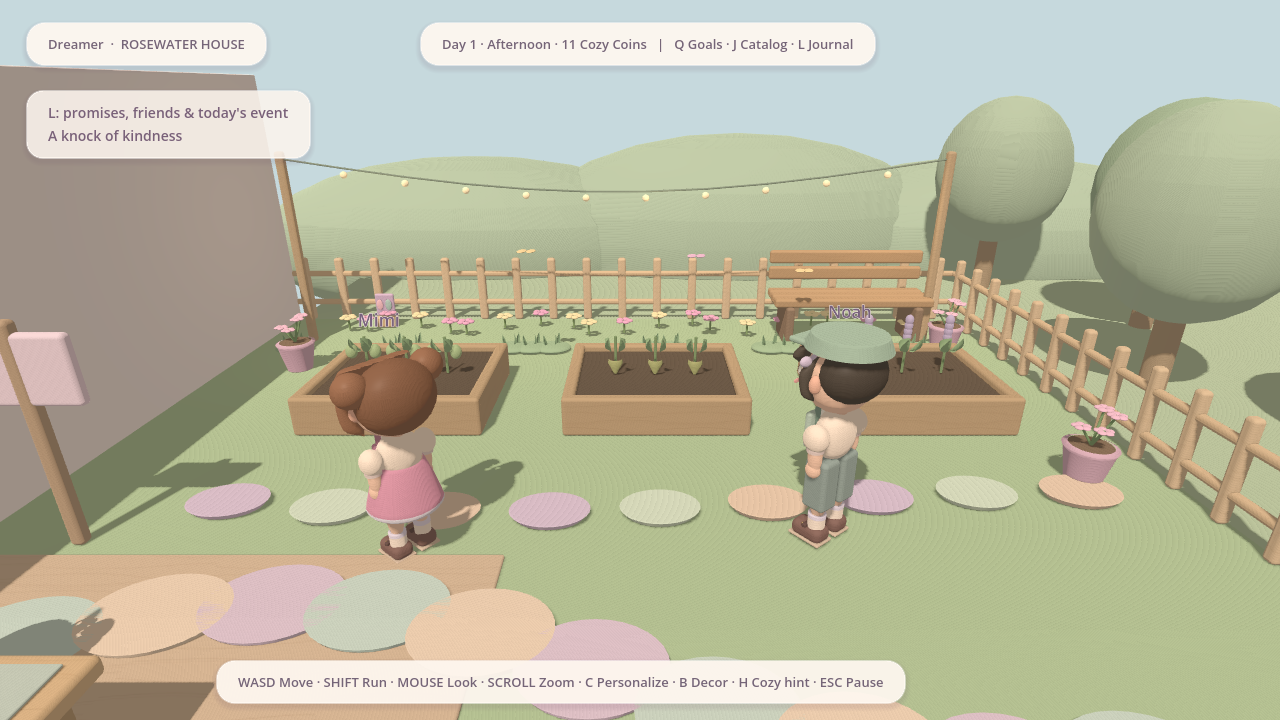 Dreamer · ROSEWATER HOUSE
Day 1 · Afternoon · 11 Cozy Coins | Q Goals · J Catalog · L Journal
L: promises, friends & today's event
A knock of kindness
Mimi
Noah
WASD Move · SHIFT Run · MOUSE Look · SCROLL Zoom · C Personalize · B Decor · H Cozy hint · ESC Pause